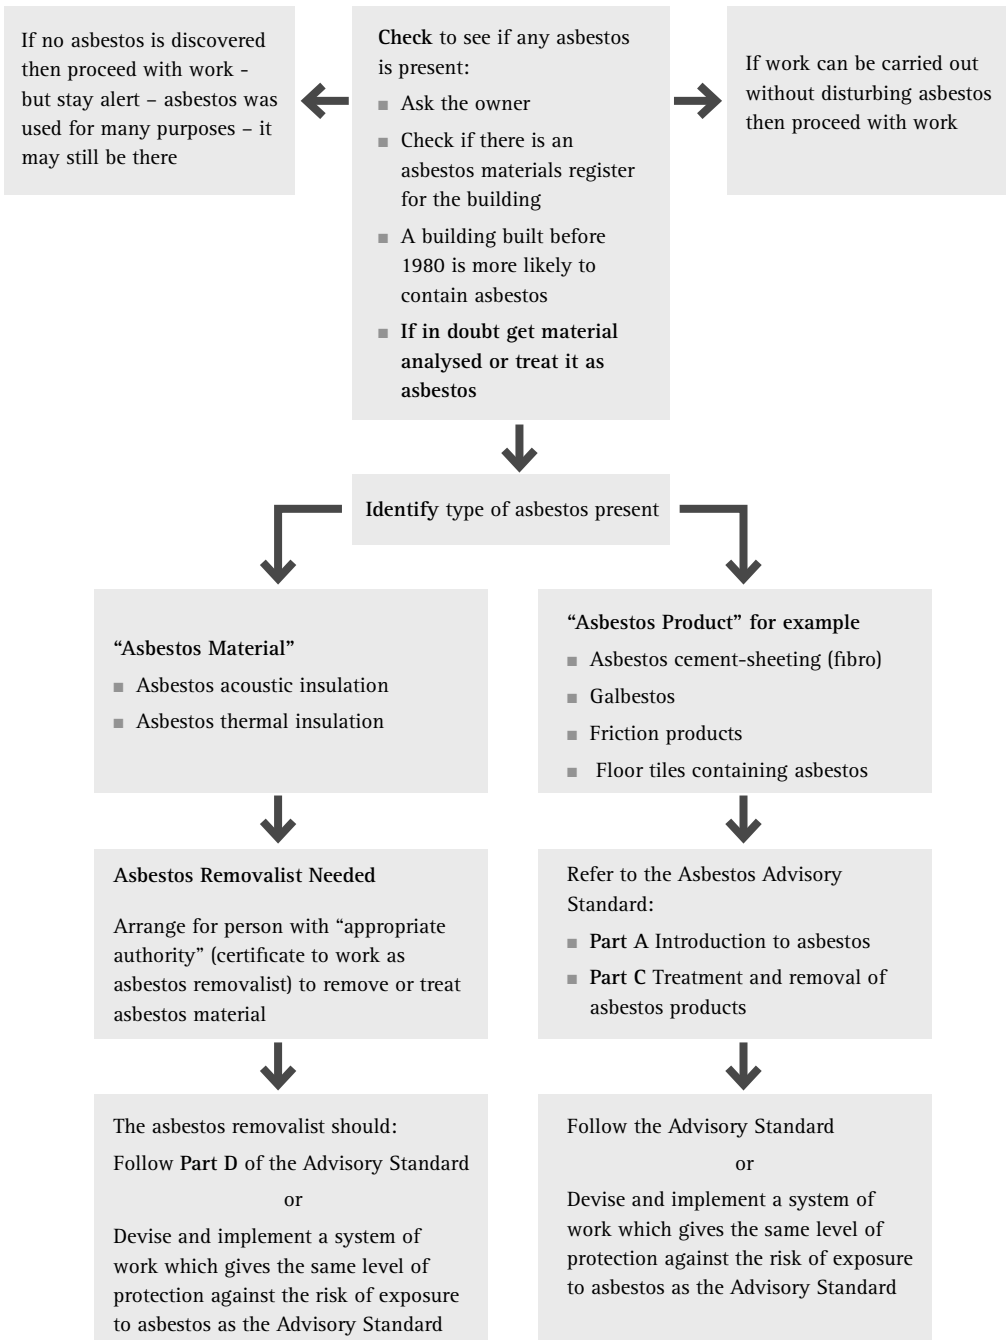 If no asbestos is discovered
then proceed with work -
but stay alert – asbestos was
used for many purposes – it
may still be there
Check to see if any asbestos
is present:
■ Ask the owner
■ Check if there is an
asbestos materials register
for the building
■ A building built before
1980 is more likely to
contain asbestos
■ If in doubt get material
analysed or treat it as
asbestos
If work can be carried out
without disturbing asbestos
then proceed with work
Identify type of asbestos present
“Asbestos Material”
■ Asbestos acoustic insulation
■ Asbestos thermal insulation
“Asbestos Product” for example
■ Asbestos cement-sheeting (fibro)
■ Galbestos
■ Friction products
■ Floor tiles containing asbestos
Asbestos Removalist Needed
Arrange for person with “appropriate
authority” (certificate to work as
asbestos removalist) to remove or treat
asbestos material
Refer to the Asbestos Advisory
Standard:
■ Part A Introduction to asbestos
■ Part C Treatment and removal of
asbestos products
The asbestos removalist should:
Follow Part D of the Advisory Standard
or
Devise and implement a system of
work which gives the same level of
protection against the risk of exposure
to asbestos as the Advisory Standard
Follow the Advisory Standard
or
Devise and implement a system of
work which gives the same level of
protection against the risk of exposure
to asbestos as the Advisory Standard